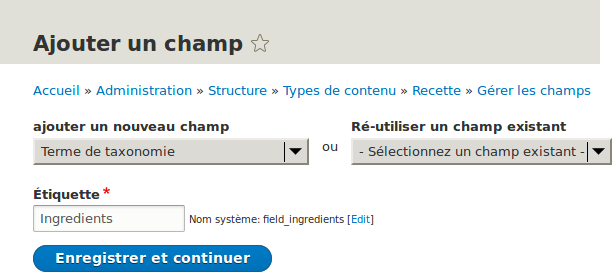 Ajouter un champ
Accueil » Administration » Structure » Types de contenu » Recette » Gérer les champs
ajouter un nouveau champ
Terme de taxonomie
ou
Ré-utiliser un champ existant
- Sélectionnez un champ existant -
Étiquette *
Ingredients
Nom système: field_ingredients [Edit]
Enregistrer et continuer